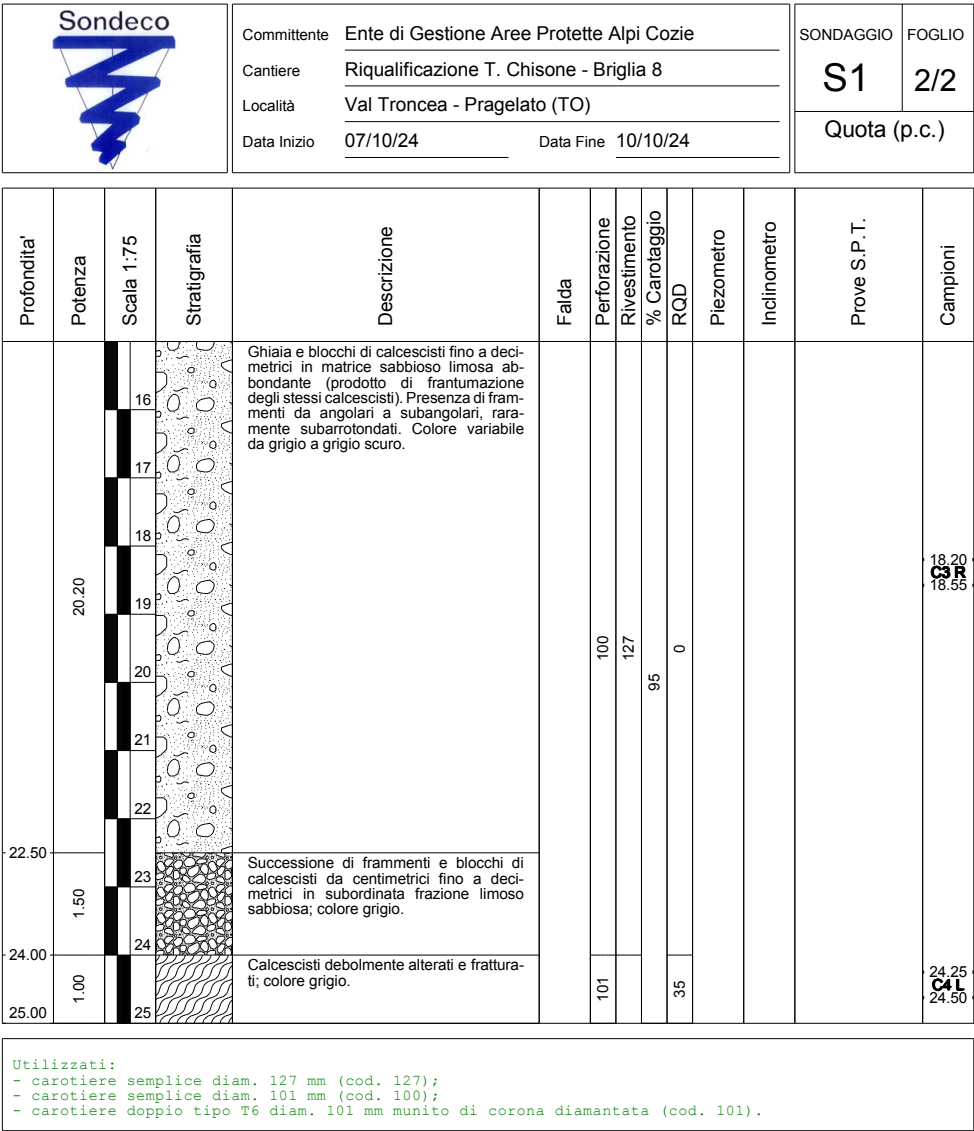 Sondeco
Committente Ente di Gestione Aree Protette Alpi Cozie
Cantiere Riqualificazione T. Chisone - Briglia 8
Località Val Troncea - Pragelato (TO)
Data Inizio 07/10/24 Data Fine 10/10/24
SONDAGGIO
S1
FOGLIO
2/2
Quota (p.c.)
Profondita'
Potenza
Scala 1:75
Stratigrafia
Descrizione
Falda
Perforazione
Rivestimento
% Carotaggio
RQD
Piezometro
Inclinometro
Prove S.P.T.
Campioni
Ghiaia e blocchi di calcescisti fino a deci-
metrici in matrice sabbioso limosa ab-
bondante (prodotto di frantumazione
degli stessi calcescisti). Presenza di fram-
menti da angolari a subangolari, rara-
mente subarrotondati. Colore variabile
da grigio a grigio scuro.
16
17
18
18.20
C3 R
18.55
20.20
19
100
127
0
20
95
21
22
22.50
Successione di frammenti e blocchi di
calcescisti da centimetrici fino a deci-
metrici in subordinata frazione limoso
sabbiosa; colore grigio.
23
1.50
24
24.00
Calcescisti debolmente alterati e frattura-
ti; colore grigio.
1.00
101
35
24.25
C4 L
24.50
25.00
25
Utilizzati:
- carotiere semplice diam. 127 mm (cod. 127);
- carotiere semplice diam. 101 mm (cod. 100);
- carotiere doppio tipo T6 diam. 101 mm munito di corona diamantata (cod. 101).